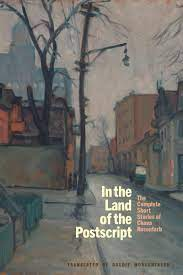 In the Land
of the
Postscript
The
Complete
Short
Stories of
Chava
Rosenfarb
TRANSLATED BY GOLDIE MORGENTALER